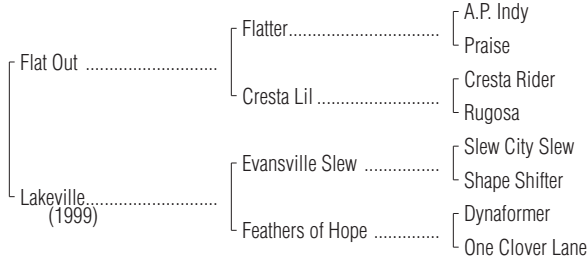 A.P. Indy
Flatter
Praise
Flat Out
Cresta Rider
Cresta Lil
Rugosa
Slew City Slew
Evansville Slew
Shape Shifter
Lakeville
(1999)
Dynaformer
Feathers of Hope
One Clover Lane